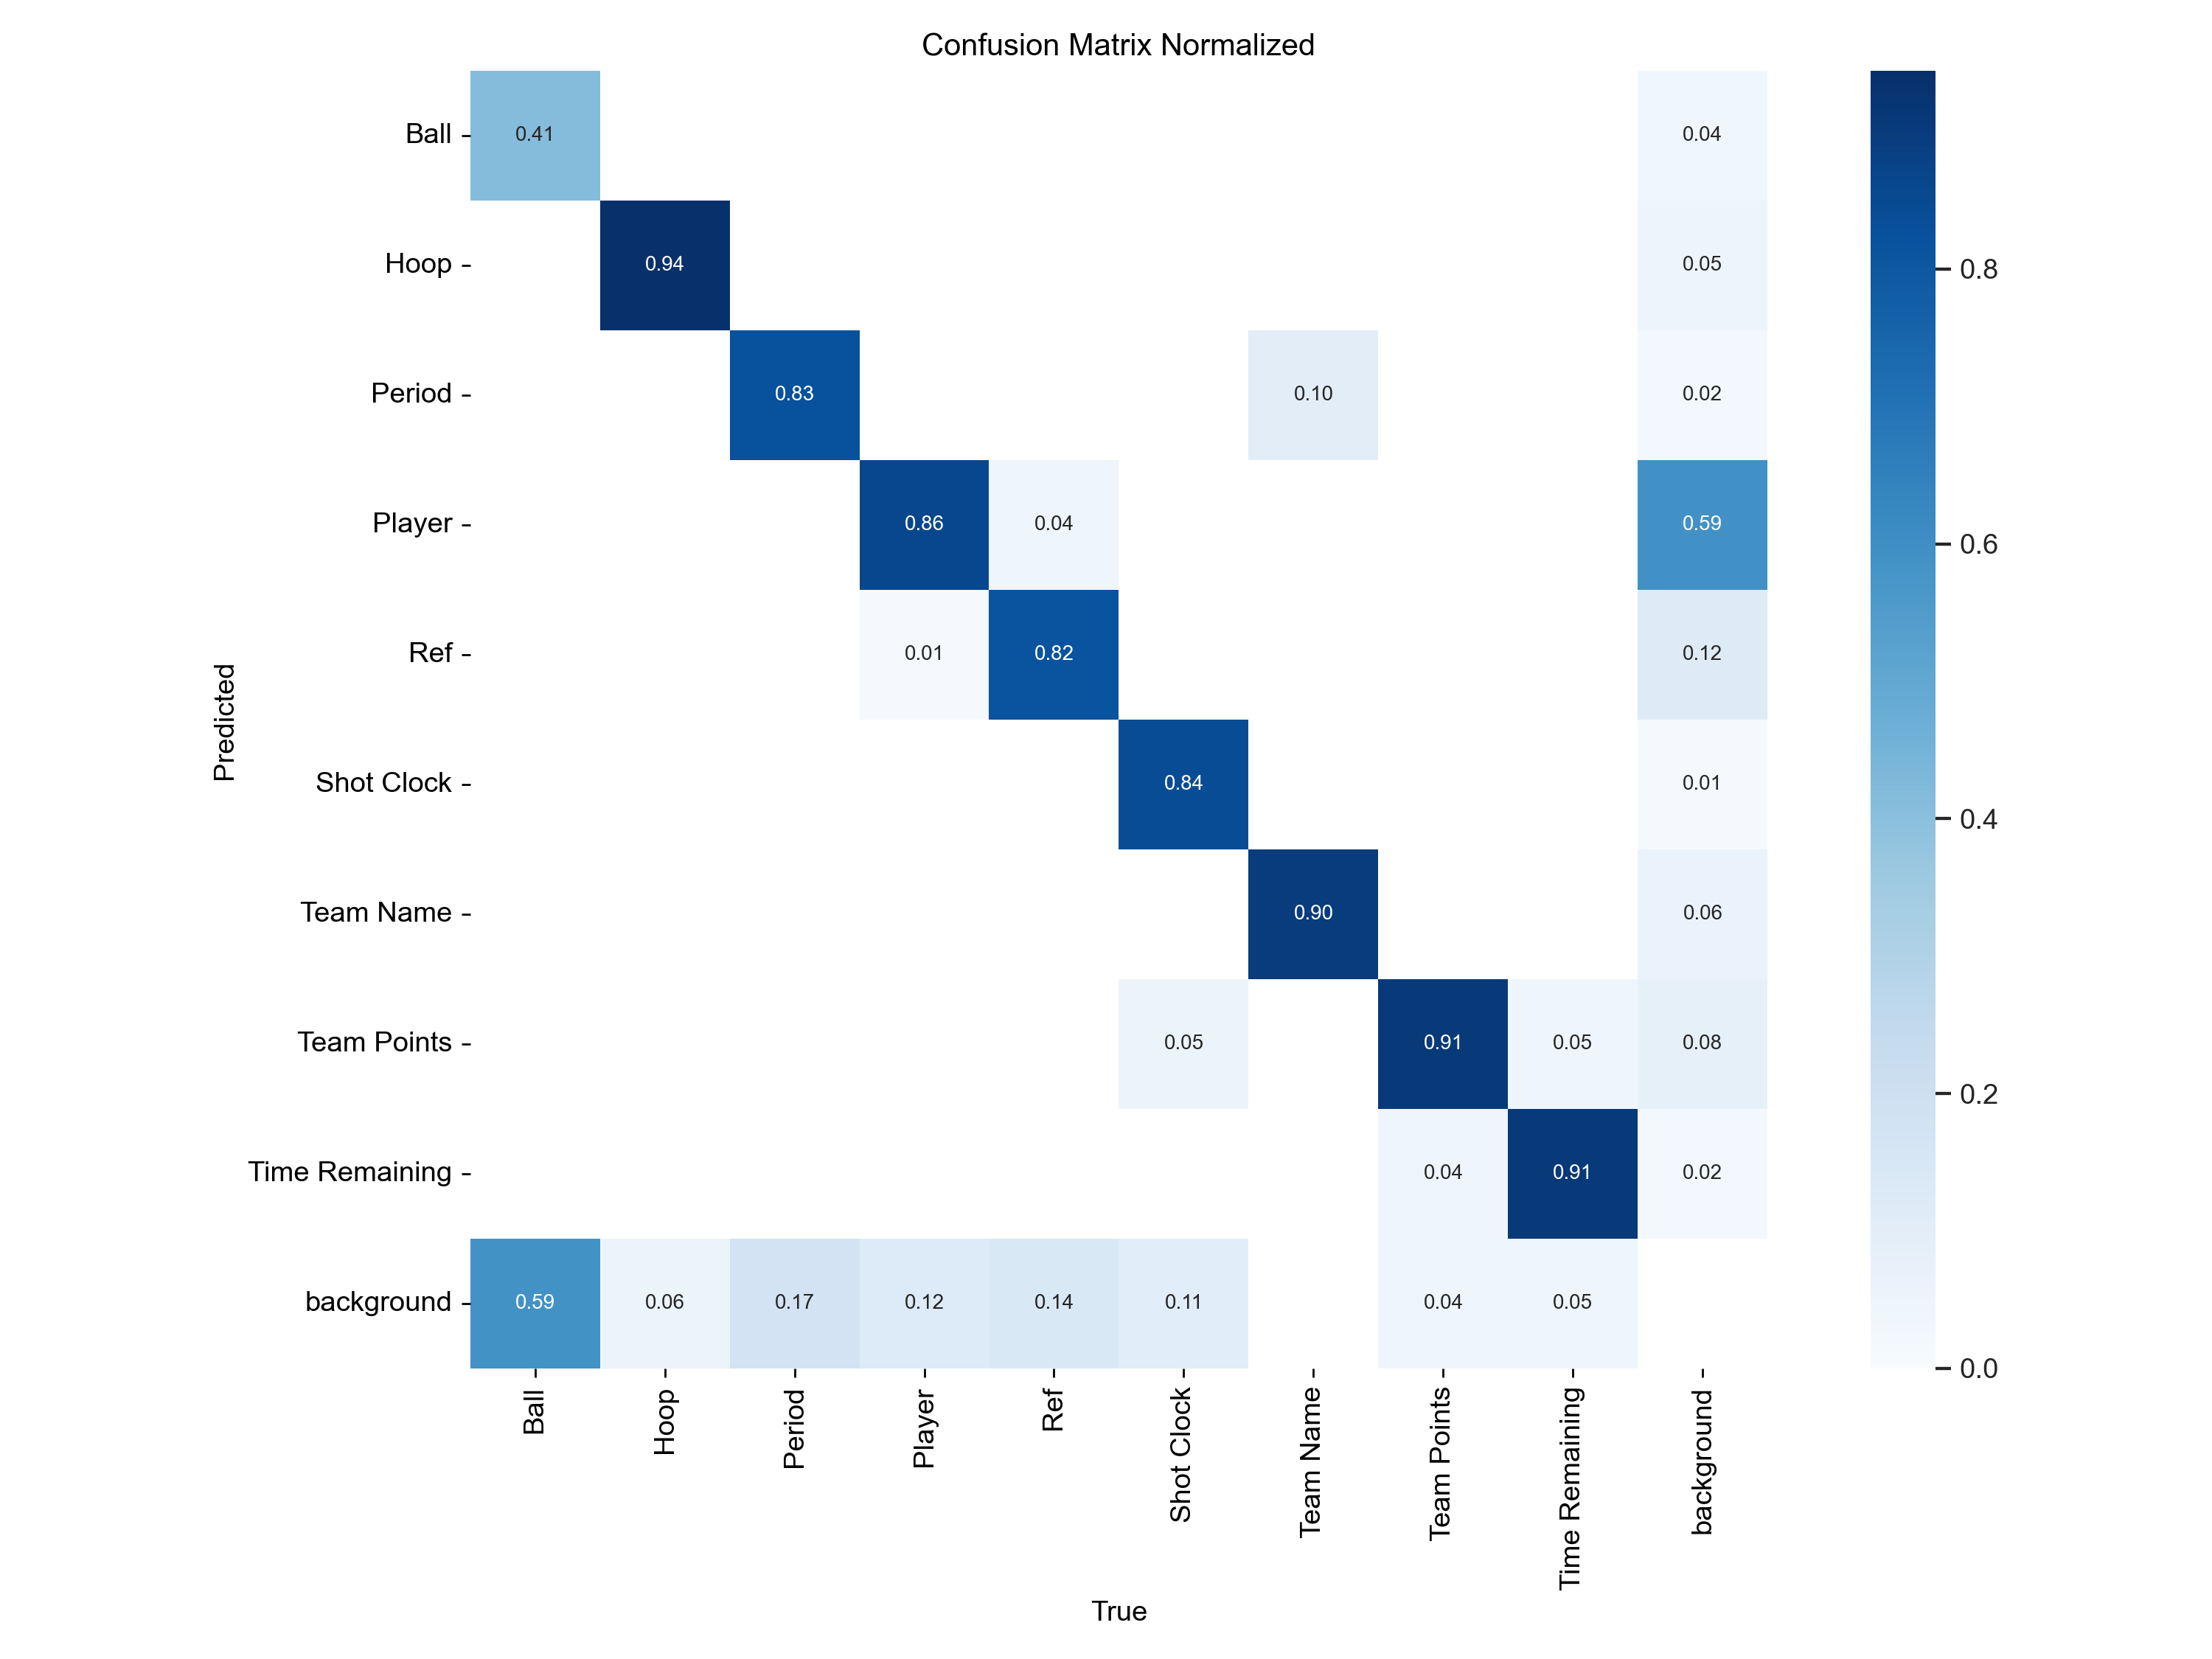 Confusion Matrix Normalized
Ball 0.41 0.04
Hoop 0.94 0.05 0.8
Period 0.83 0.10 0.02
Player 0.86 0.04 0.59 0.6
Ref 0.01 0.82 0.12
Predicted
Shot Clock 0.84 0.01 0.4
Team Name 0.90 0.06
Team Points 0.05 0.91 0.05 0.08 0.2
Time Remaining 0.04 0.91 0.02
background 0.59 0.06 0.17 0.12 0.14 0.11 0.04 0.05
0.0
Ball Hoop Period Player Ref Shot Clock Team Name Team Points Time Remaining background
True